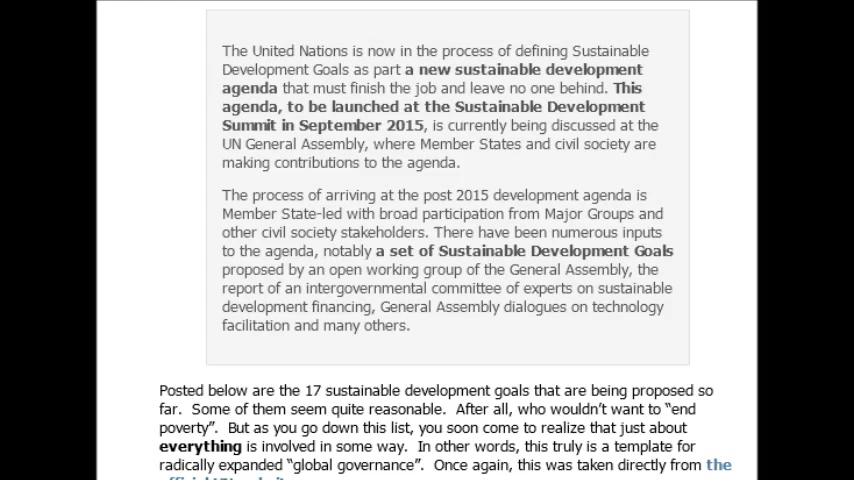 The United Nations is now in the process of defining Sustainable
Development Goals as part a new sustainable development
agenda that must finish the job and leave no one behind. This
agenda, to be launched at the Sustainable Development
Summit in September 2015, is currently being discussed at the
UN General Assembly, where Member States and civil society are
making contributions to the agenda.
The process of arriving at the post 2015 development agenda is
Member State-led with broad participation from Major Groups and
other civil society stakeholders. There have been numerous inputs
to the agenda, notably a set of Sustainable Development Goals
proposed by an open working group of the General Assembly, the
report of an intergovernmental committee of experts on sustainable
development financing, General Assembly dialogues on technology
facilitation and many others.
Posted below are the 17 sustainable development goals that are being proposed so
far. Some of them seem quite reasonable. After all, who wouldn't want to “end
poverty”. But as you go down this list, you soon come to realize that just about
everything is involved in some way. In other words, this truly is a template for
radically expanded “global governance”. Once again, this was taken directly from the